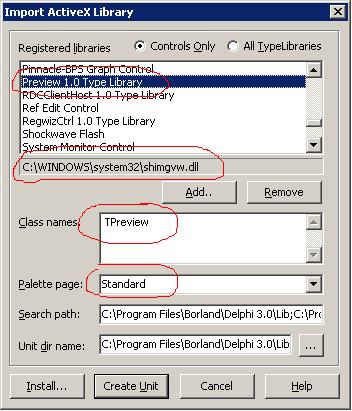 Import ActiveX Library
Registered libraries
Controls Only
All TypeLibraries
Pinnacle-BPS Graph Control
Preview 1.0 Type Library
RDCClientHost 1.0 Type Library
Ref Edit Control
RegwizCtrl 1.0 Type Library
Shockwave Flash
System Monitor Control
C:\WINDOWS\system32\shimgvw.dll
Add..
Remove
Class names:
TPreview
Palette page:
Standard
Search path:
C:\Program Files\Borland\Delphi 3.0\Lib;C:\Pro
Unit dir name:
C:\Program Files\Borland\Delphi 3.0\Lib
...
Install...
Create Unit
Cancel
Help